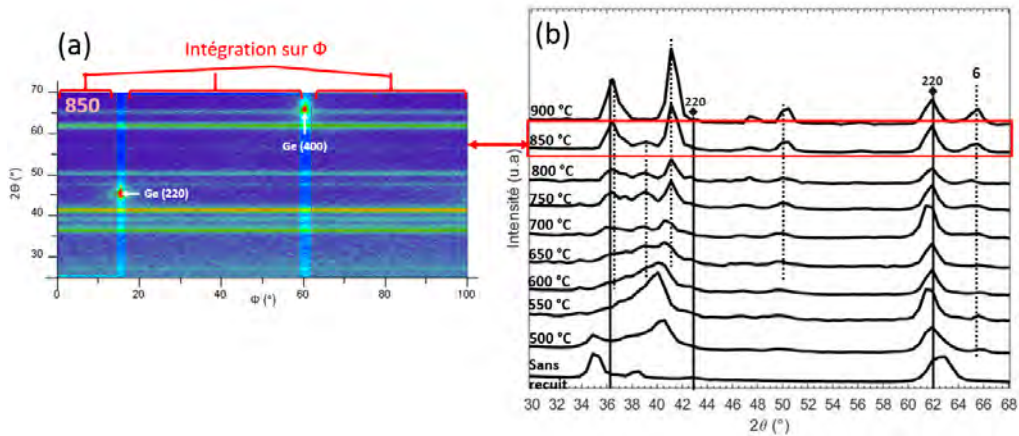 (a)
Intégration sur Φ
850
Ge (400)
Ge (220)
2Θ (°)
70
60
50
40
30
0
20
40
60
80
100
Φ (°)
(b)
Intensité (u.a)
220
220
6
900 °C
850 °C
800 °C
750 °C
700 °C
650 °C
600 °C
550 °C
500 °C
Sans
recuit
30 32 34 36 38 40 42 44 46 48 50 52 54 56 58 60 62 64 66 68
2θ (°)